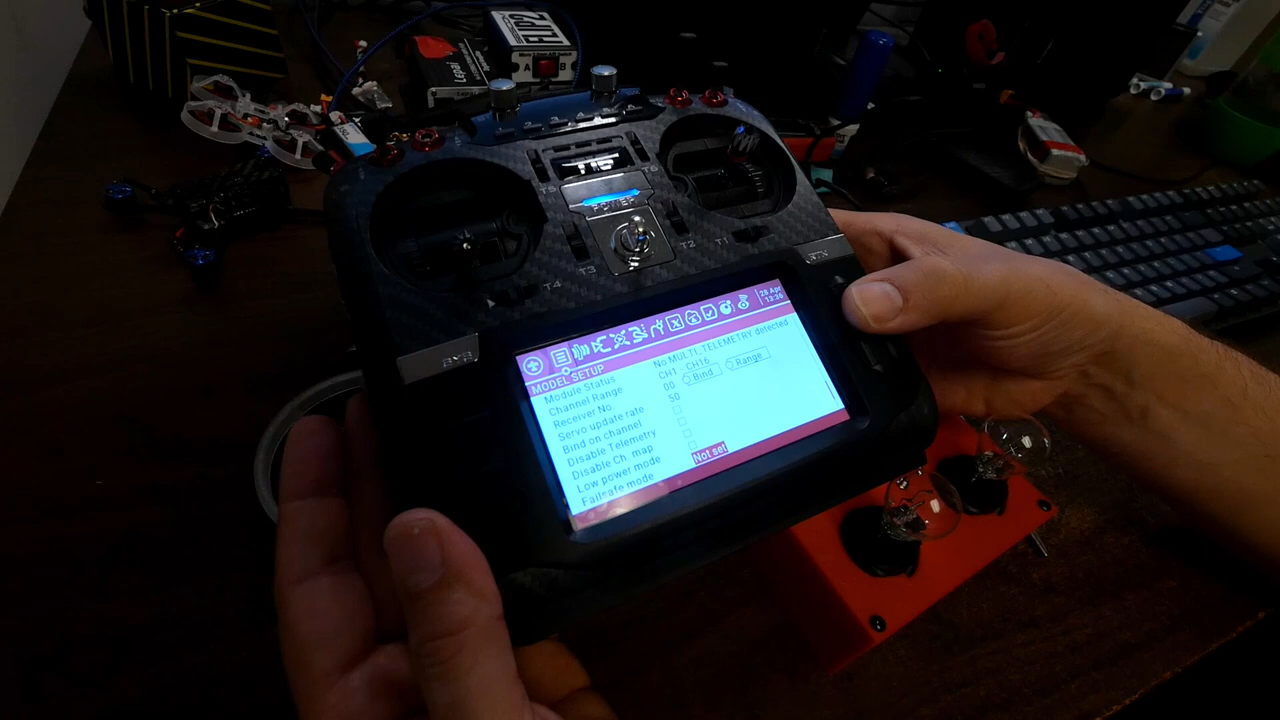 FLIP2
A B
Lepai
T16
T5
T6
POWER
T3
T2
T1
T4
SYS
RTN
28 Apr
13:36
MODEL SETUP
Module Status No MULTI_TELEMETRY detected
Channel Range CH1 - CH16
Receiver No 00 Bind Range
Servo update rate 50
Bind on channel
Disable Telemetry
Disable Ch. map
Low power mode
Failsafe mode Not set